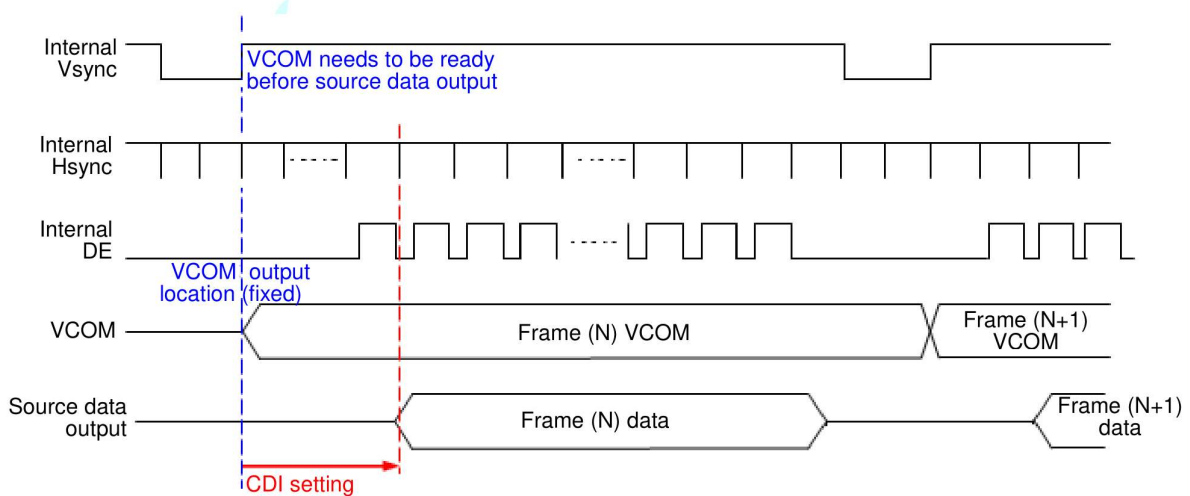 Internal
Vsync
VCOM needs to be ready
before source data output
Internal
Hsync
Internal
DE
VCOM output
location (fixed)
VCOM
Frame (N) VCOM
Frame (N+1)
VCOM
Source data
output
Frame (N) data
Frame (N+1)
data
CDI setting